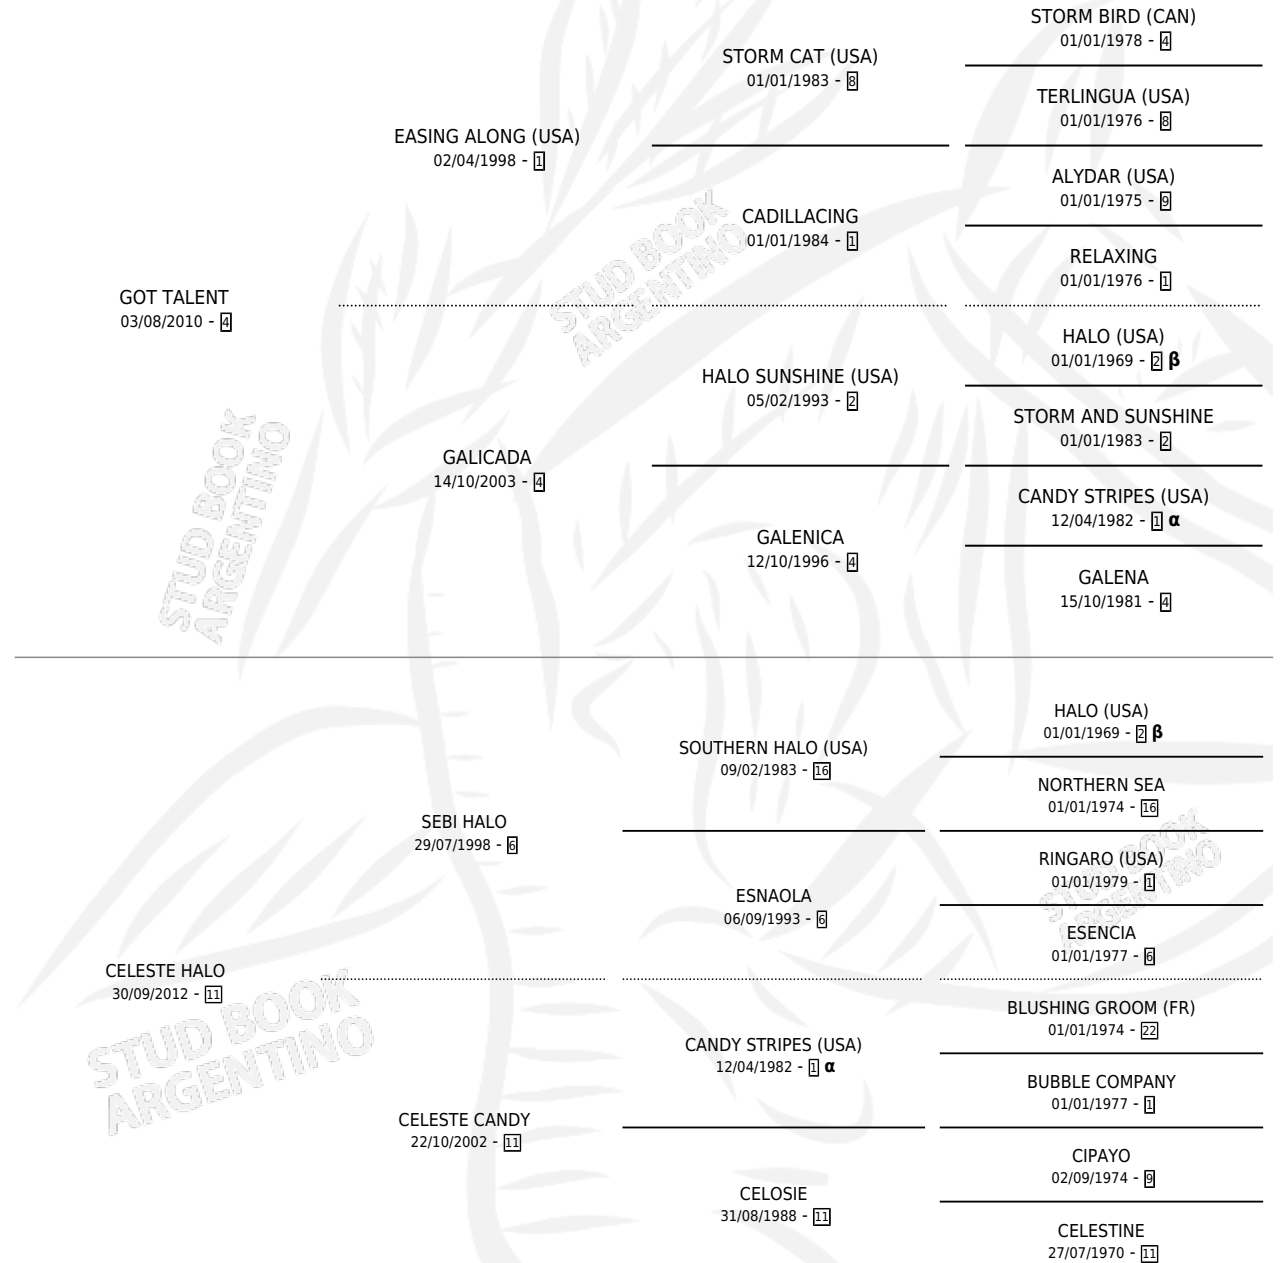 STORM BIRD (CAN)
01/01/1978 - 4
STORM CAT (USA)
01/01/1983 - 8
TERLINGUA (USA)
01/01/1976 - 8
EASING ALONG (USA)
02/04/1998 - 1
ALYDAR (USA)
01/01/1975 - 9
CADILLACING
01/01/1984 - 1
RELAXING
01/01/1976 - 1
GOT TALENT
03/08/2010 - 4
HALO (USA)
01/01/1969 - 2 β
HALO SUNSHINE (USA)
05/02/1993 - 2
STORM AND SUNSHINE
01/01/1983 - 2
GALICADA
14/10/2003 - 4
CANDY STRIPES (USA)
12/04/1982 - 1 α
GALENICA
12/10/1996 - 4
GALENA
15/10/1981 - 4
HALO (USA)
01/01/1969 - 2 β
SOUTHERN HALO (USA)
09/02/1983 - 16
NORTHERN SEA
01/01/1974 - 16
SEBI HALO
29/07/1998 - 6
RINGARO (USA)
01/01/1979 - 1
ESNAOLA
06/09/1993 - 6
ESENCIA
01/01/1977 - 6
CELESTE HALO
30/09/2012 - 11
BLUSHING GROOM (FR)
01/01/1974 - 22
CANDY STRIPES (USA)
12/04/1982 - 1 α
BUBBLE COMPANY
01/01/1977 - 1
CELESTE CANDY
22/10/2002 - 11
CIPAYO
02/09/1974 - 9
CELOSIE
31/08/1988 - 11
CELESTINE
27/07/1970 - 11
STUD BOOK
ARGENTINO
STUD BOOK
ARGENTINO
STUD BOOK
ARGENTINO
STUD BOOK
ARGENTINO